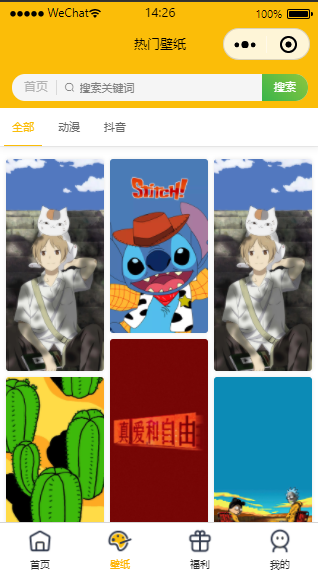 WeChat 14:26 100%
热门壁纸
首页 搜索关键词 搜索
全部 动漫 抖音
STITCH!
真爱和自由
首页 壁纸 福利 我的